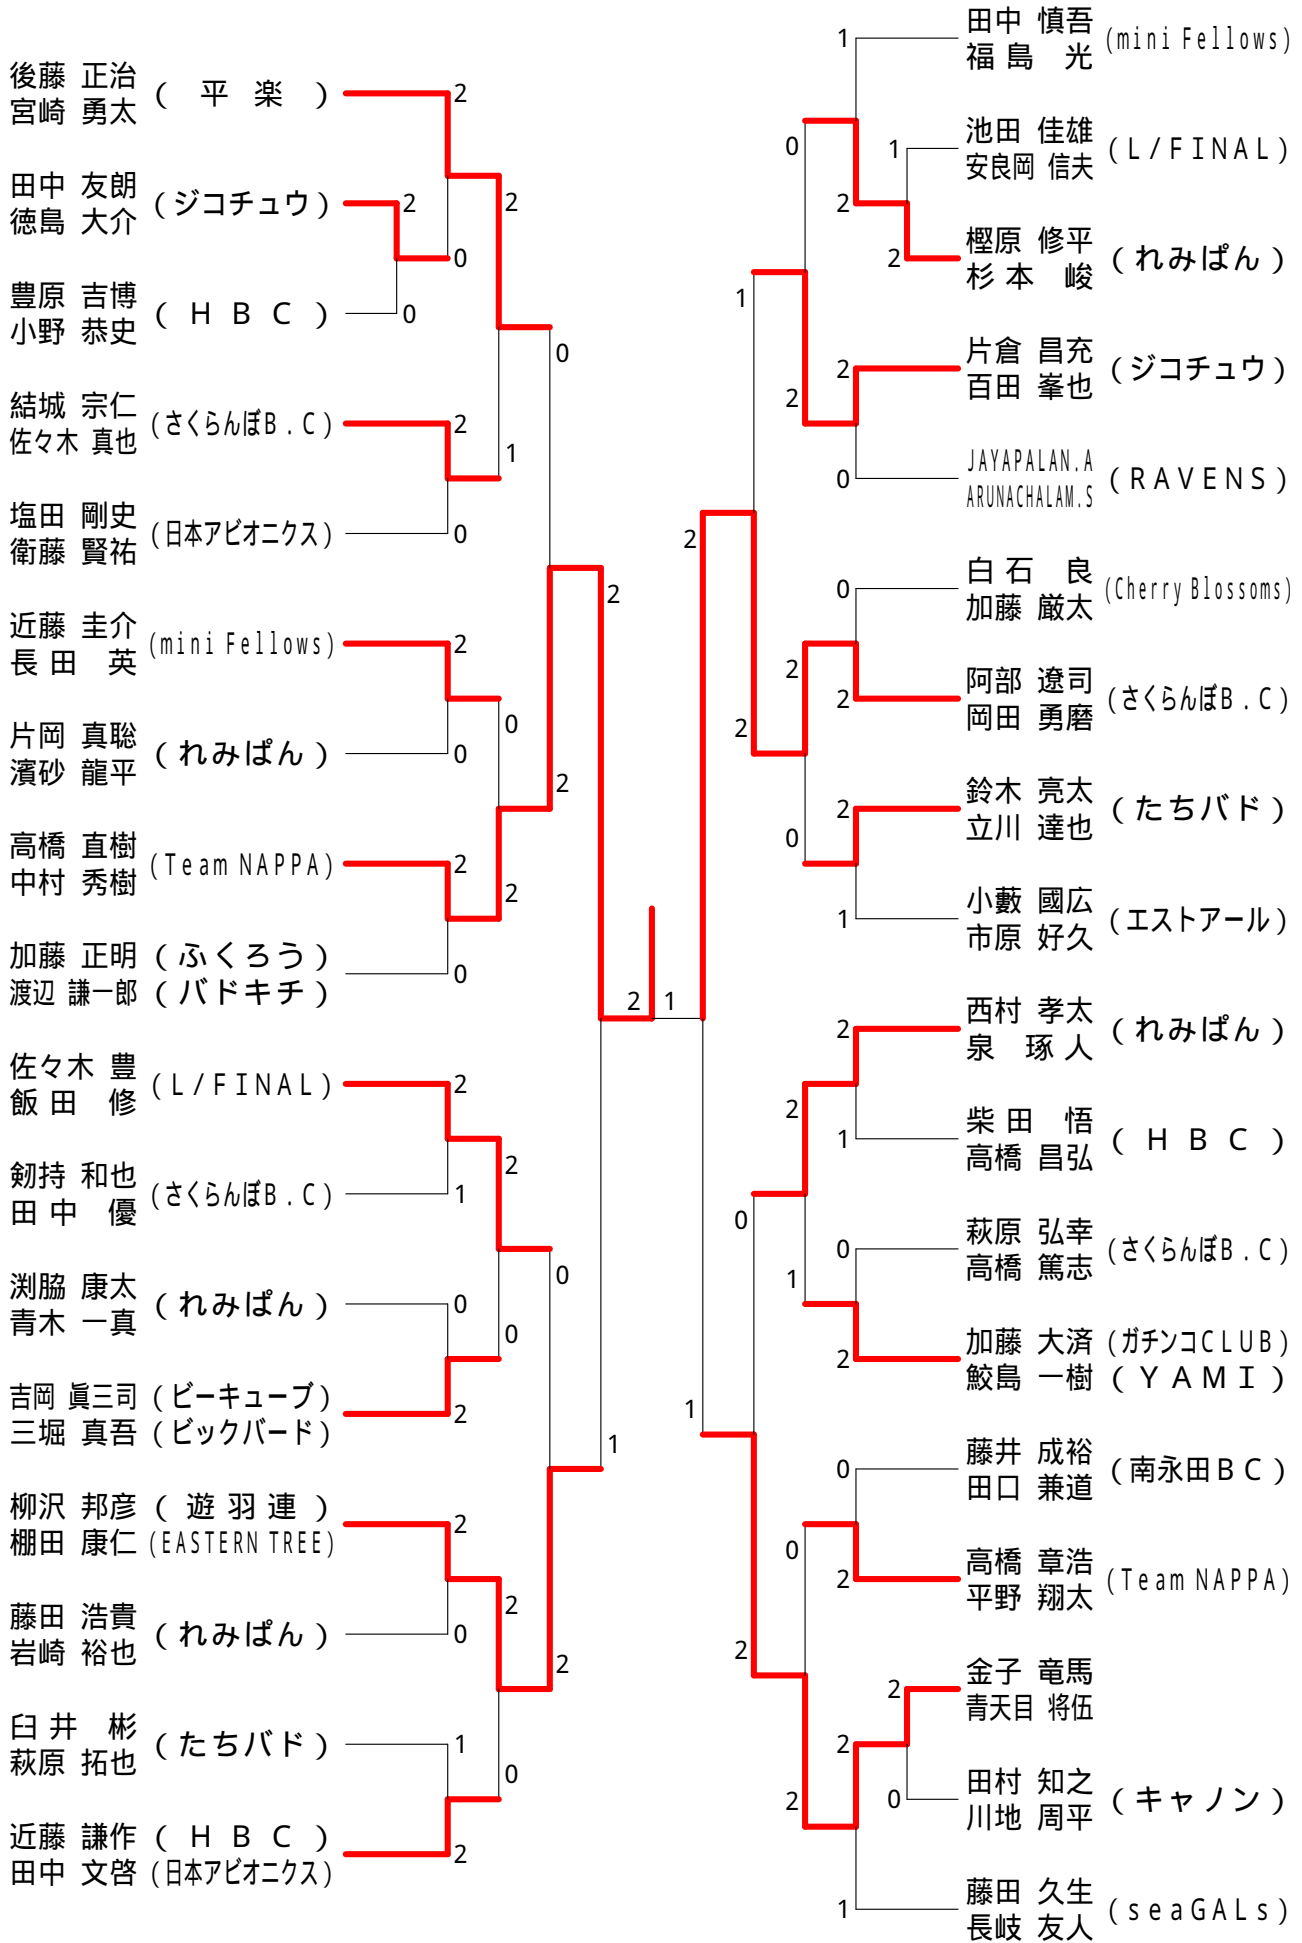 後藤 正治
宮崎 勇太
( 平 楽 )
2
田中 友朗
徳島 大介
(ジコチュウ)
2
2
0
豊原 吉博
小野 恭史
( H B C )
0
0
結城 宗仁
佐々木 真也
(さくらんぼB.C)
2
1
塩田 剛史
衛藤 賢祐
(日本アビオニクス)
0
2
近藤 圭介
長田 英
(mini Fellows)
2
0
片岡 真聡
濱砂 龍平
(れみぱん)
0
2
高橋 直樹
中村 秀樹
(Team NAPPA)
2
2
加藤 正明 (ふくろう)
渡辺 謙一郎 (バドキチ)
0
2 1
佐々木 豊
飯田 修
(L/FINAL)
2
2
剱持 和也
田中 優
(さくらんぼB.C)
1
0
渕脇 康太
青木 一真
(れみぱん)
0
0
吉岡 眞三司 (ビーキューブ)
三堀 真吾 (ビックバード)
2
1
柳沢 邦彦 ( 遊 羽 連 )
棚田 康仁 (EASTERN TREE)
2
2
藤田 浩貴
岩崎 裕也
(れみぱん)
0
2
臼井 彬
萩原 拓也
(たちバド)
1
0
近藤 謙作 ( H B C )
田中 文啓 (日本アビオニクス)
2
1
田中 慎吾
福島 光
(mini Fellows)
0
1
池田 佳雄
安良岡 信夫
(L/FINAL)
2
2
樫原 修平
杉本 峻
(れみぱん)
1
2
2
片倉 昌充
百田 峯也
(ジコチュウ)
0
JAYAPALAN.A
ARUNACHALAM.S
(RAVENS)
2
0
白石 良
加藤 厳太
(Cherry Blossoms)
2
2
阿部 遼司
岡田 勇磨
(さくらんぼB.C)
2
0
2
鈴木 亮太
立川 達也
(たちバド)
1
小藪 國広
市原 好久
(エストアール)
2
西村 孝太
泉 琢人
(れみぱん)
2
1
柴田 悟
高橋 昌弘
( H B C )
0
1
0
萩原 弘幸
高橋 篤志
(さくらんぼB.C)
2
加藤 大済 (ガチンコCLUB)
鮫島 一樹 (YAMI)
1
0
藤井 成裕
田口 兼道
(南永田BC)
0
2
高橋 章浩
平野 翔太
(Team NAPPA)
2
2
金子 竜馬
青天目 将伍
2
2
0
田村 知之
川地 周平
(キャノン)
1
藤田 久生
長岐 友人
(seaGALs)